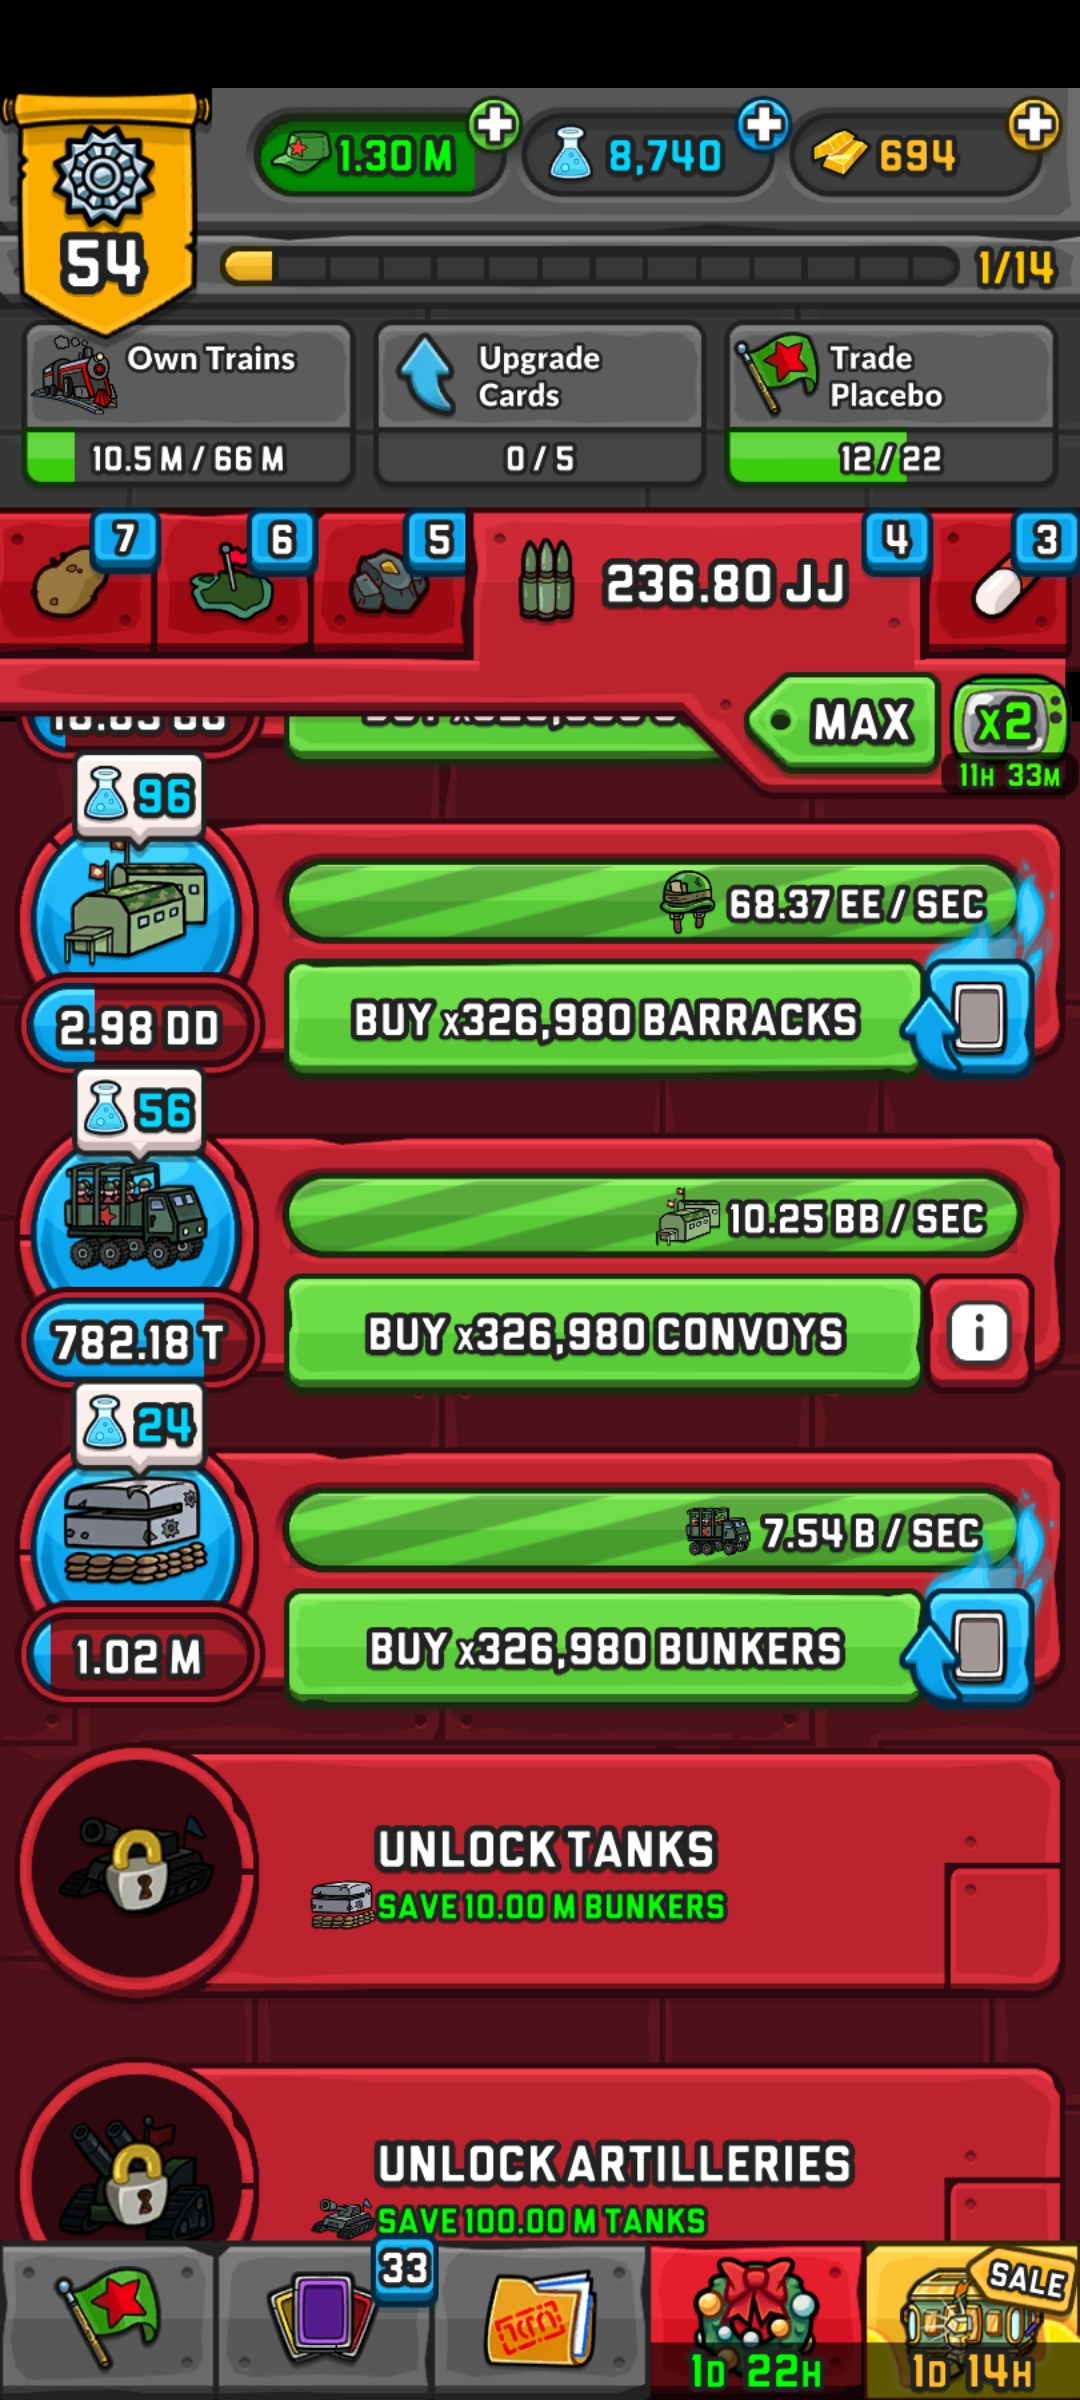 54
1.30 M
8,740
694
1/14
Own Trains
10.5 M / 66 M
Upgrade
Cards
0 / 5
Trade
Placebo
12 / 22
7
6
5
236.80 JJ
4
3
MAX
x2
11H 33M
96
68.37 EE / SEC
2.98 DD
BUY x326,980 BARRACKS
56
10.25 BB / SEC
782.18 T
BUY x326,980 CONVOYS
i
24
7.54 B / SEC
1.02 M
BUY x326,980 BUNKERS
UNLOCK TANKS
SAVE 10.00 M BUNKERS
UNLOCK ARTILLERIES
SAVE 100.00 M TANKS
33
SALE
1D 22H
1D 14H